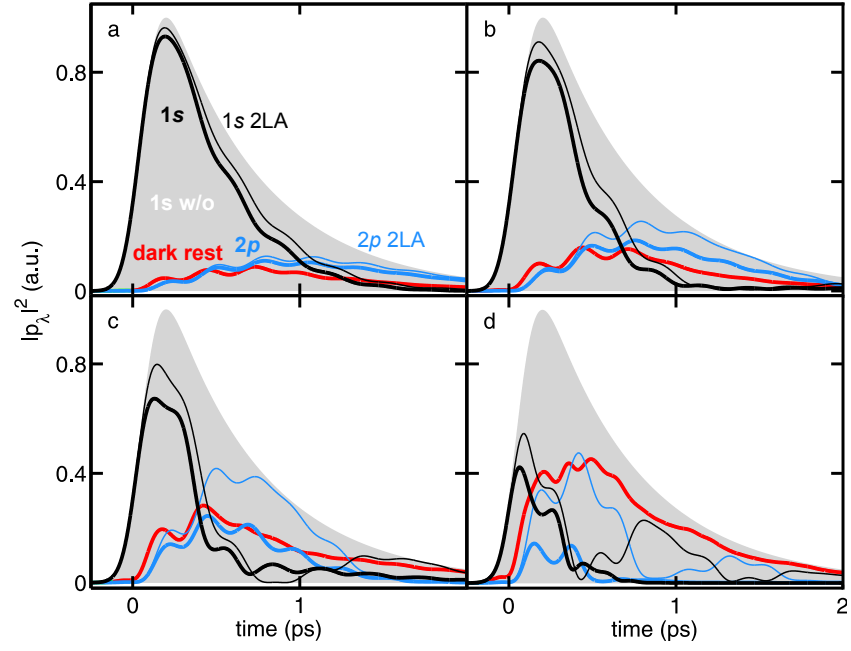 a
b
0.8
1s
1s 2LA
0.4
1s w/o
dark rest
2p
2p 2LA
0
|pλ|² (a.u.)
c
d
0.8
0.4
0
0
1
0
1
2
time (ps)
time (ps)